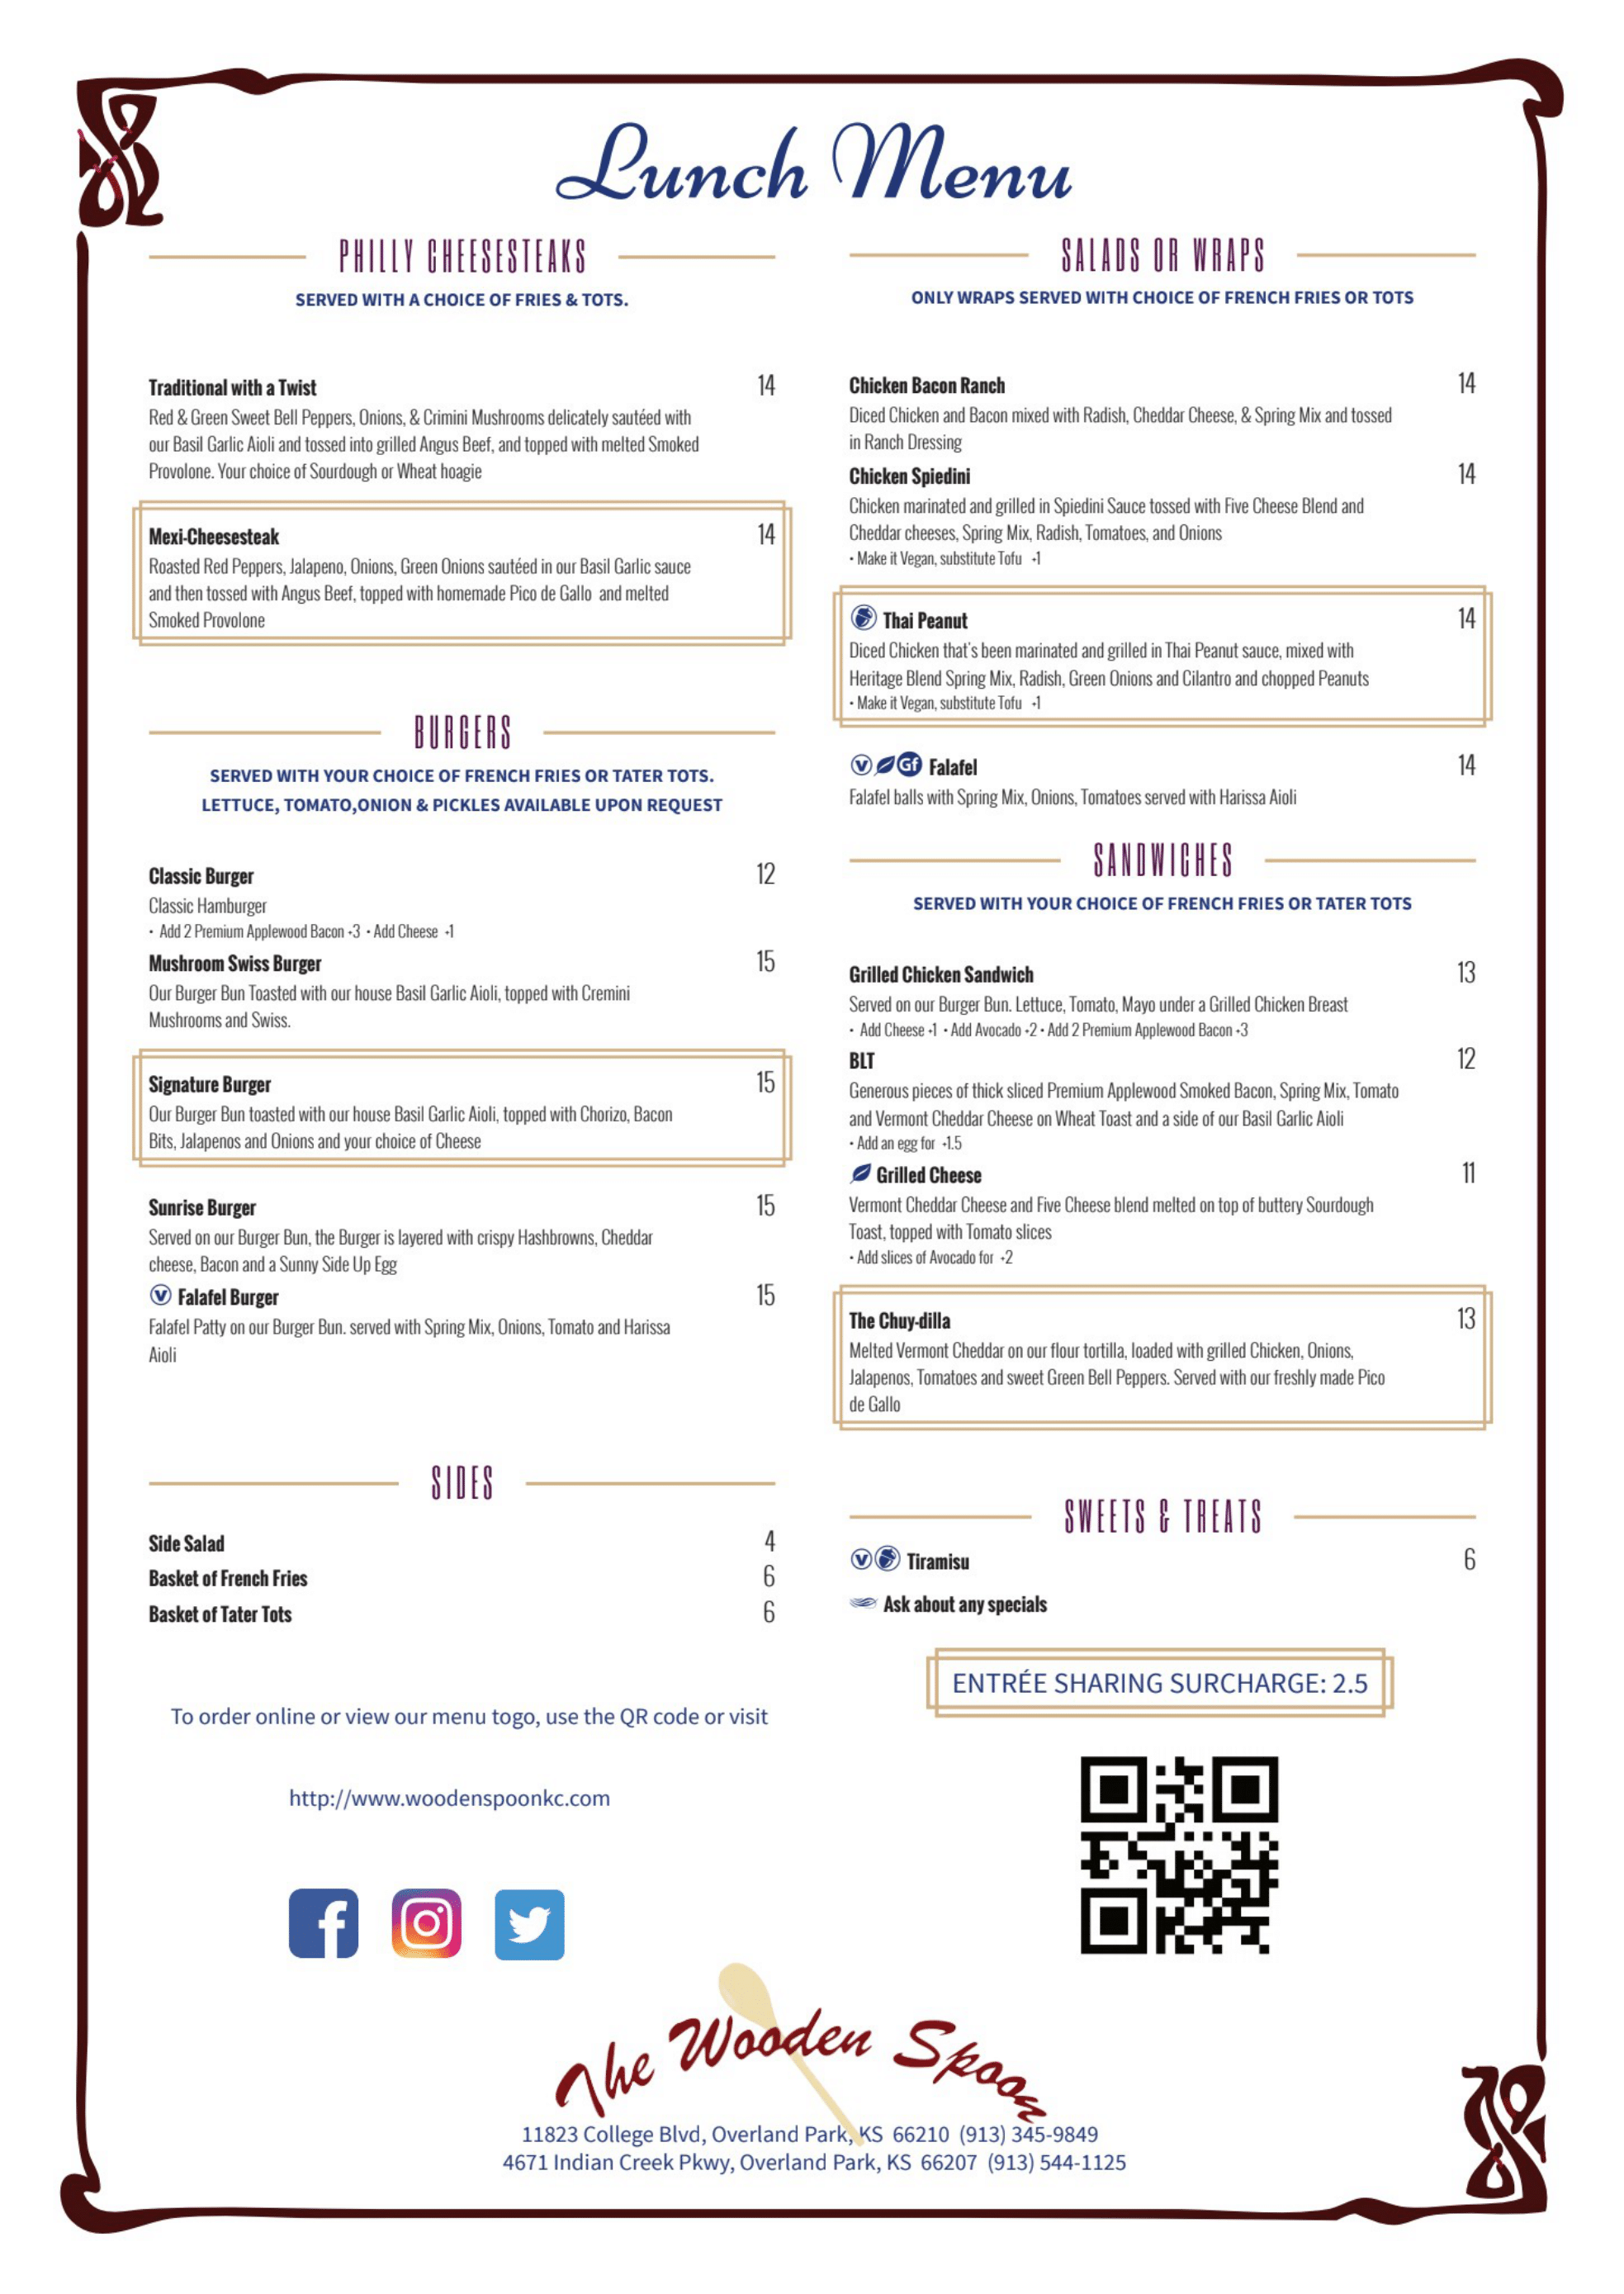 Lunch Menu
PHILLY CHEESESTEAKS
SERVED WITH A CHOICE OF FRIES & TOTS.
Traditional with a Twist 14
Red & Green Sweet Bell Peppers, Onions, & Crimini Mushrooms delicately sautéed with
our Basil Garlic Aioli and tossed into grilled Angus Beef, and topped with melted Smoked
Provolone. Your choice of Sourdough or Wheat hoagie
Mexi-Cheesesteak 14
Roasted Red Peppers, Jalapeno, Onions, Green Onions sautéed in our Basil Garlic sauce
and then tossed with Angus Beef, topped with homemade Pico de Gallo and melted
Smoked Provolone
BURGERS
SERVED WITH YOUR CHOICE OF FRENCH FRIES OR TATER TOTS.
LETTUCE, TOMATO,ONION & PICKLES AVAILABLE UPON REQUEST
Classic Burger 12
Classic Hamburger
• Add 2 Premium Applewood Bacon +3 • Add Cheese +1
Mushroom Swiss Burger 15
Our Burger Bun Toasted with our house Basil Garlic Aioli, topped with Cremini
Mushrooms and Swiss.
Signature Burger 15
Our Burger Bun toasted with our house Basil Garlic Aioli, topped with Chorizo, Bacon
Bits, Jalapenos and Onions and your choice of Cheese
Sunrise Burger 15
Served on our Burger Bun, the Burger is layered with crispy Hashbrowns, Cheddar
cheese, Bacon and a Sunny Side Up Egg
V Falafel Burger 15
Falafel Patty on our Burger Bun. served with Spring Mix, Onions, Tomato and Harissa
Aioli
SIDES
Side Salad 4
Basket of French Fries 6
Basket of Tater Tots 6
To order online or view our menu togo, use the QR code or visit
http://www.woodenspoonkc.com
SALADS OR WRAPS
ONLY WRAPS SERVED WITH CHOICE OF FRENCH FRIES OR TOTS
Chicken Bacon Ranch 14
Diced Chicken and Bacon mixed with Radish, Cheddar Cheese, & Spring Mix and tossed
in Ranch Dressing
Chicken Spiedini 14
Chicken marinated and grilled in Spiedini Sauce tossed with Five Cheese Blend and
Cheddar cheeses, Spring Mix, Radish, Tomatoes, and Onions
• Make it Vegan, substitute Tofu +1
Thai Peanut 14
Diced Chicken that's been marinated and grilled in Thai Peanut sauce, mixed with
Heritage Blend Spring Mix, Radish, Green Onions and Cilantro and chopped Peanuts
• Make it Vegan, substitute Tofu +1
V Gf Falafel 14
Falafel balls with Spring Mix, Onions, Tomatoes served with Harissa Aioli
SANDWICHES
SERVED WITH YOUR CHOICE OF FRENCH FRIES OR TATER TOTS
Grilled Chicken Sandwich 13
Served on our Burger Bun. Lettuce, Tomato, Mayo under a Grilled Chicken Breast
• Add Cheese +1 • Add Avocado +2 • Add 2 Premium Applewood Bacon +3
BLT 12
Generous pieces of thick sliced Premium Applewood Smoked Bacon, Spring Mix, Tomato
and Vermont Cheddar Cheese on Wheat Toast and a side of our Basil Garlic Aioli
• Add an egg for +1.5
Grilled Cheese 11
Vermont Cheddar Cheese and Five Cheese blend melted on top of buttery Sourdough
Toast, topped with Tomato slices
• Add slices of Avocado for +2
The Chuy-dilla 13
Melted Vermont Cheddar on our flour tortilla, loaded with grilled Chicken, Onions,
Jalapenos, Tomatoes and sweet Green Bell Peppers. Served with our freshly made Pico
de Gallo
SWEETS & TREATS
V Tiramisu 6
Ask about any specials
ENTRÉE SHARING SURCHARGE: 2.5
The Wooden Spoon
11823 College Blvd, Overland Park, KS 66210 (913) 345-9849
4671 Indian Creek Pkwy, Overland Park, KS 66207 (913) 544-1125